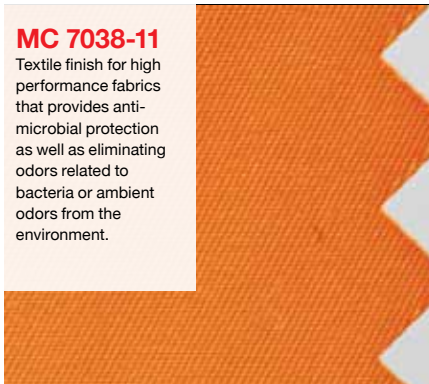 MC 7038-11
Textile finish for high
performance fabrics
that provides anti-
microbial protection
as well as eliminating
odors related to
bacteria or ambient
odors from the
environment.